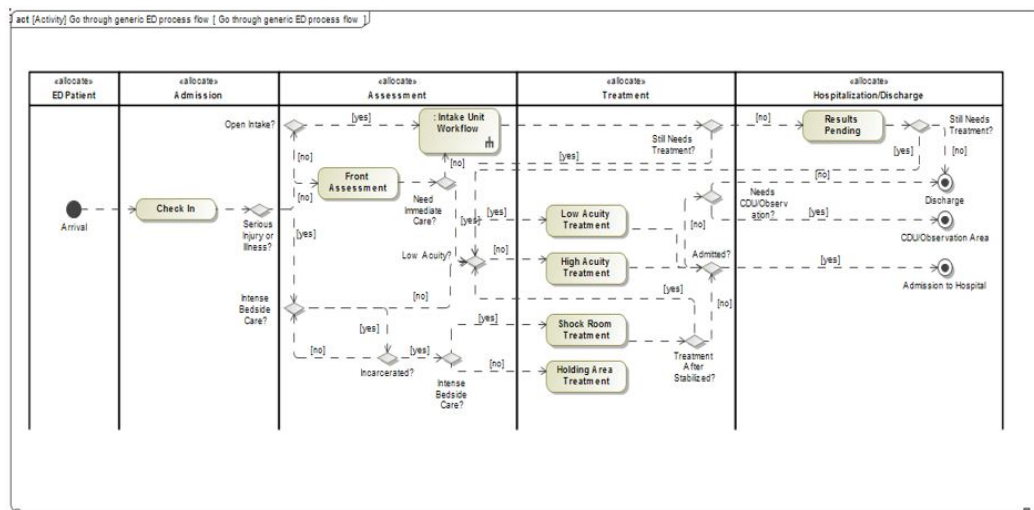 act [Activity] Go through generic ED process flow [ Go through generic ED process flow ]
«allocate»
ED Patient
«allocate»
Admission
«allocate»
Assessment
«allocate»
Treatment
«allocate»
Hospitalization/Discharge
Open Intake?
[yes]
: Intake Unit
Workflow
Still Needs
Treatment?
[no]
Results
Pending
Still Needs
Treatment?
[no]
[no]
[yes]
[yes]
[no]
Front
Assessment
[no]
Need
Immediate
Care?
[no]
Discharge
Arrival
Check In
Serious
Injury or
Illness?
[yes]
[yes]
[yes]
Low Acuity
Treatment
[no]
Needs
CDU/Observ
ation?
[yes]
CDU/Observation Area
Low Acuity?
[no]
High Acuity
Treatment
Admitted?
[yes]
Admission to Hospital
Intense
Bedside
Care?
[no]
[yes]
[no]
[yes]
Incarcerated?
[yes]
Shock Room
Treatment
[yes]
[no]
Treatment
After
Stabilized?
[no]
Holding Area
Treatment
Intense
Bedside
Care?